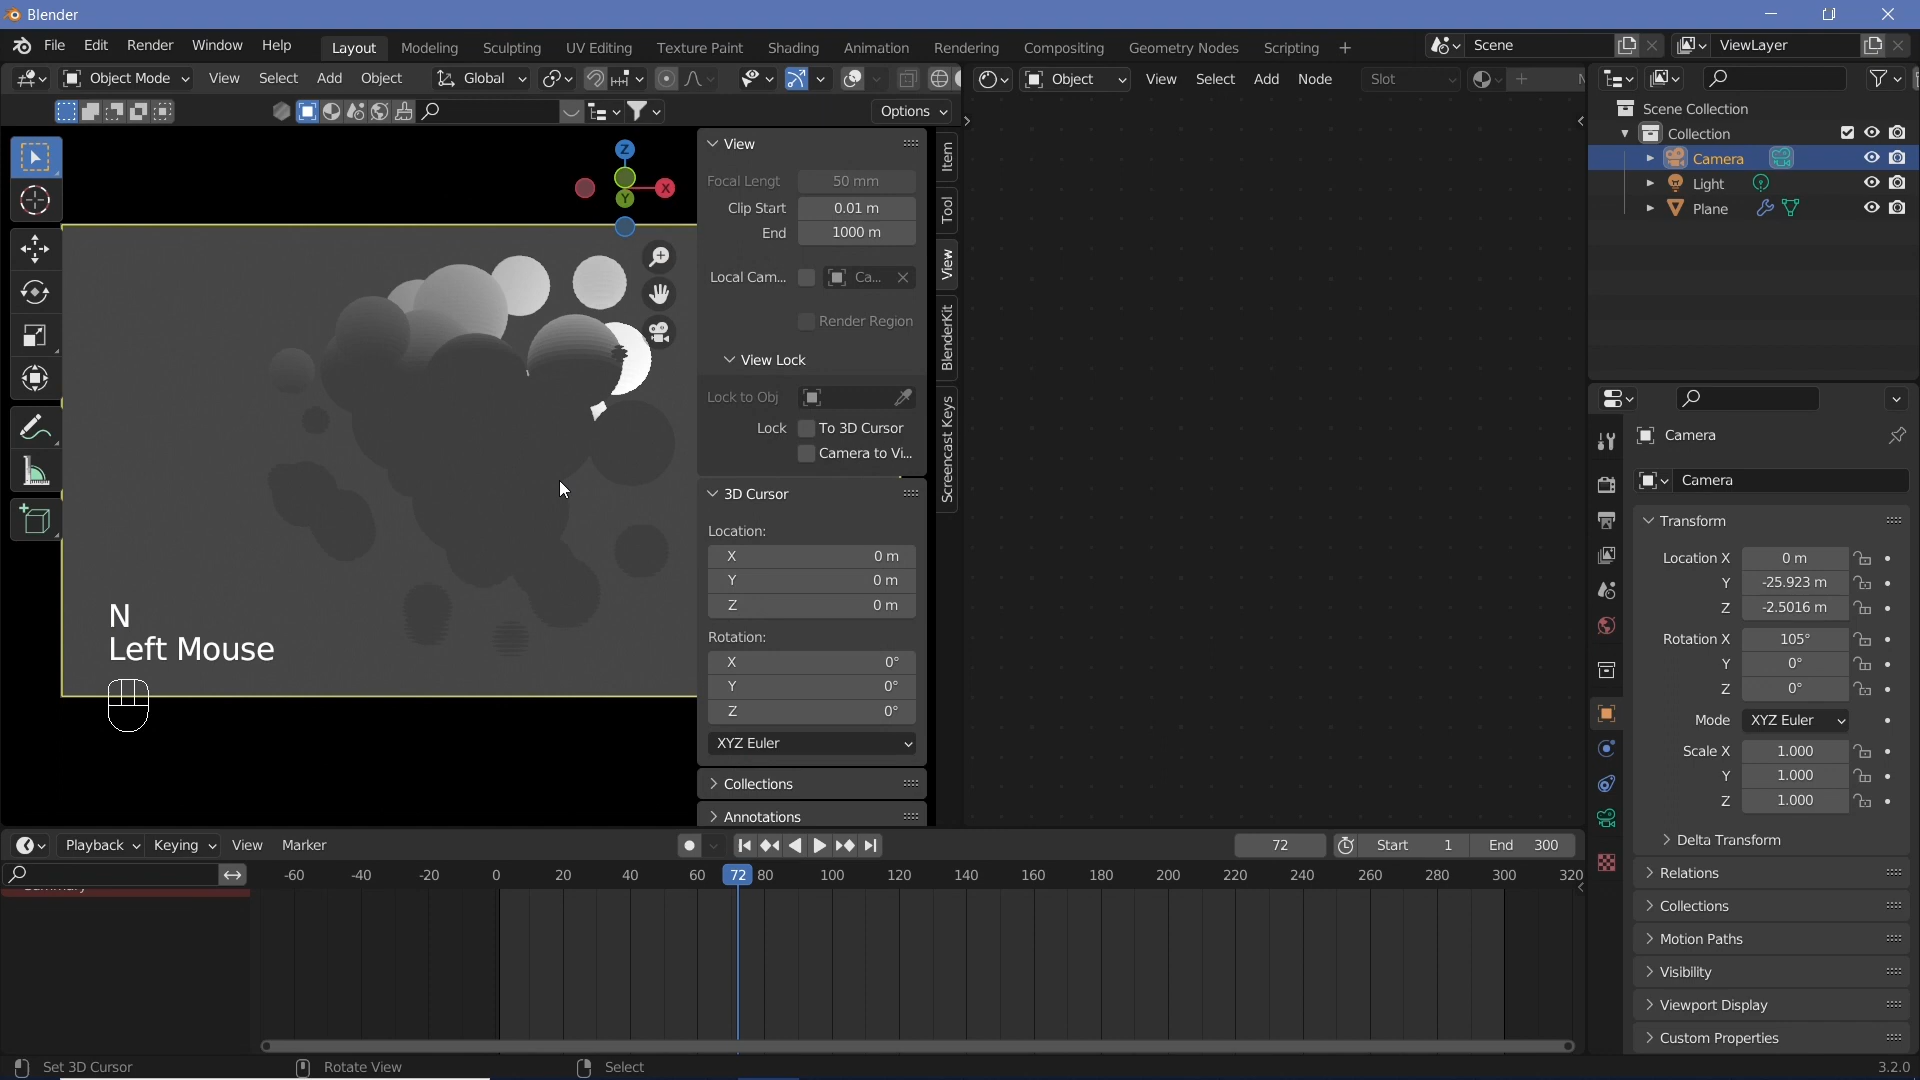 Blender
File Edit Render Window Help
Layout Modeling Sculpting UV Editing Texture Paint Shading Animation Rendering Compositing Geometry Nodes Scripting +
Scene
ViewLayer
Object Mode View Select Add Object Global
Object View Select Add Node Slot
Options
Scene Collection
Collection
Camera
Light
Plane
Z
X
Y
View
Focal Lengt 50 mm
Clip Start 0.01 m
End 1000 m
Local Cam... Ca...
Render Region
View Lock
Lock to Obj
Lock To 3D Cursor
Camera to Vi...
3D Cursor
Location:
X 0 m
Y 0 m
Z 0 m
Rotation:
X 0°
Y 0°
Z 0°
XYZ Euler
Collections
Annotations
Item
Tool
View
BlenderKit
Screencast Keys
N
Left Mouse
Camera
Camera
Transform
Location X 0 m
Y -25.923 m
Z -2.5016 m
Rotation X 105°
Y 0°
Z 0°
Mode XYZ Euler
Scale X 1.000
Y 1.000
Z 1.000
Delta Transform
Relations
Collections
Motion Paths
Visibility
Viewport Display
Custom Properties
Playback Keying View Marker
72 Start 1 End 300
-60 -40 -20 0 20 40 60 72 80 100 120 140 160 180 200 220 240 260 280 300 320
Summary
Set 3D Cursor Rotate View Select 3.2.0